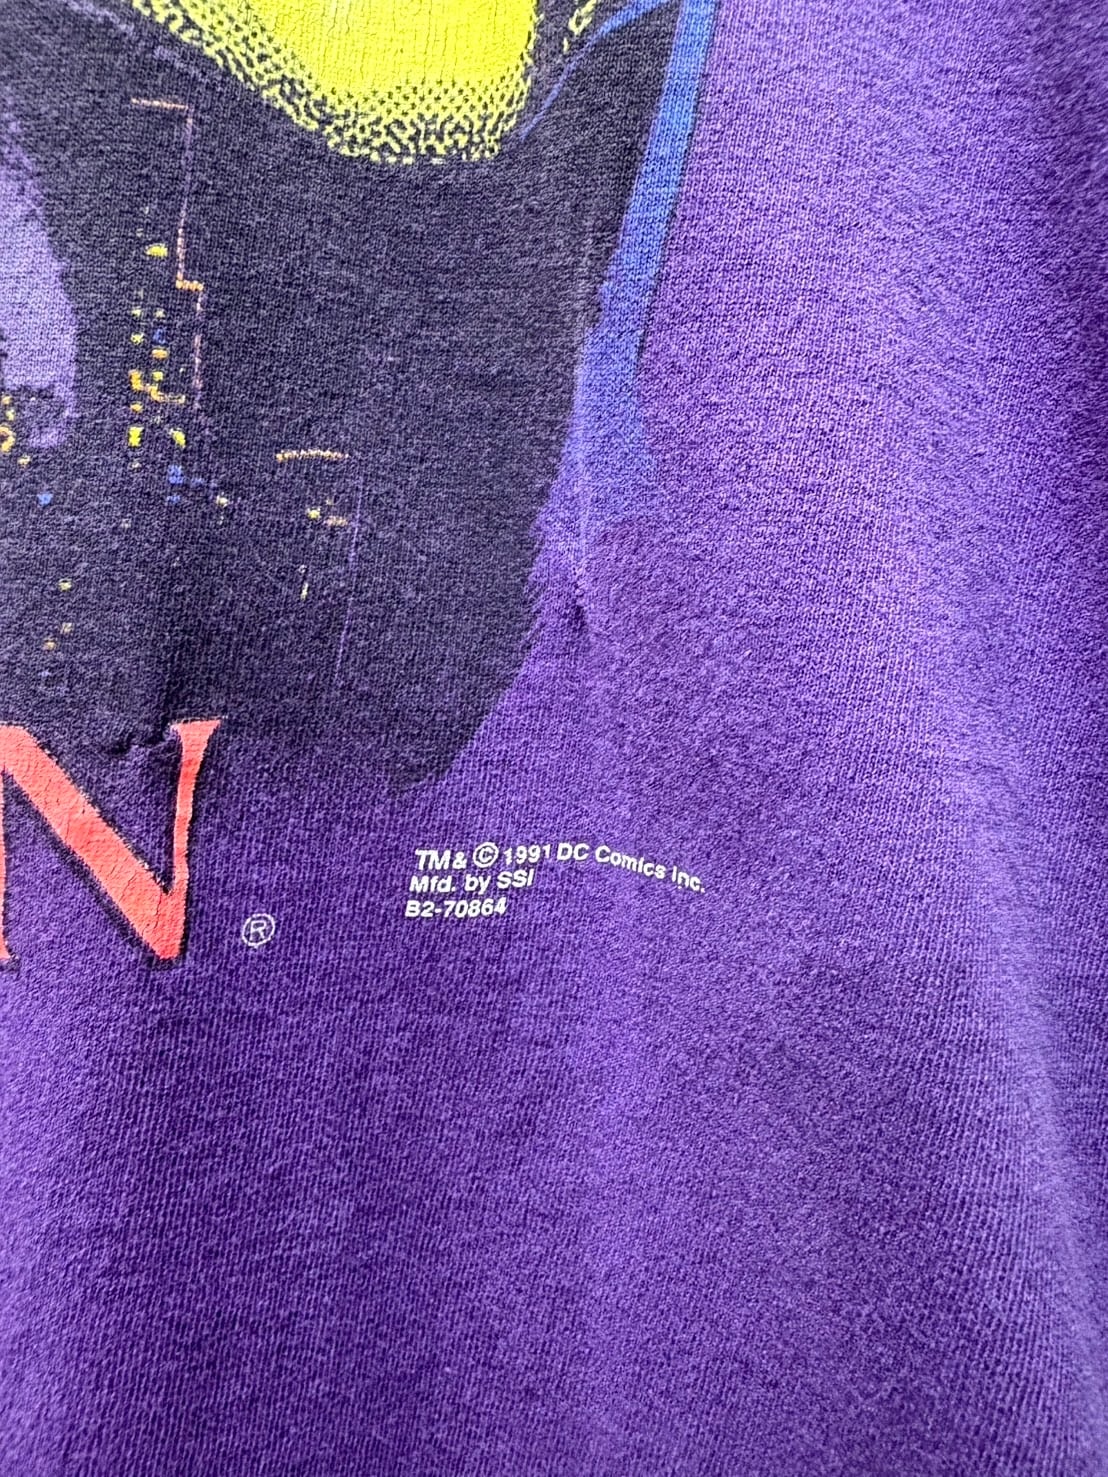 N
®
TM & © 1991 DC Comics Inc.
Mfd. by SSI
B2-70864